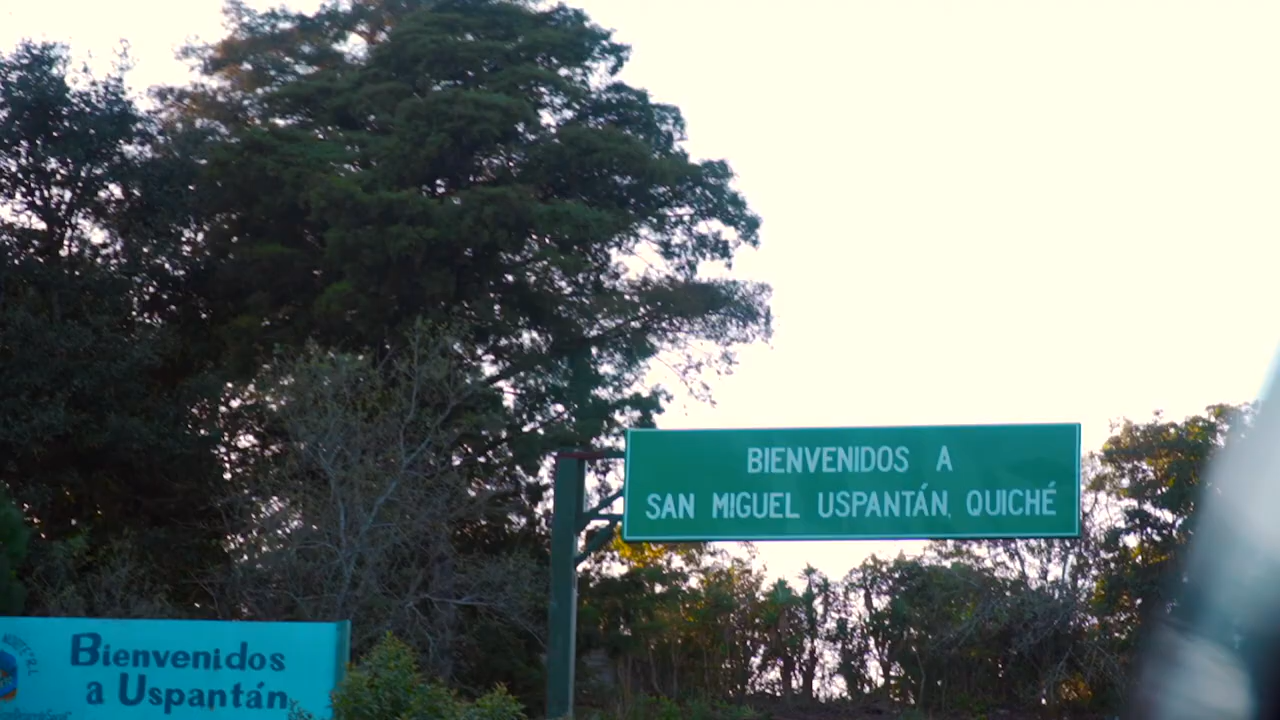 BIENVENIDOS A
SAN MIGUEL USPANTÁN, QUICHÉ
Bienvenidos
a Uspantán